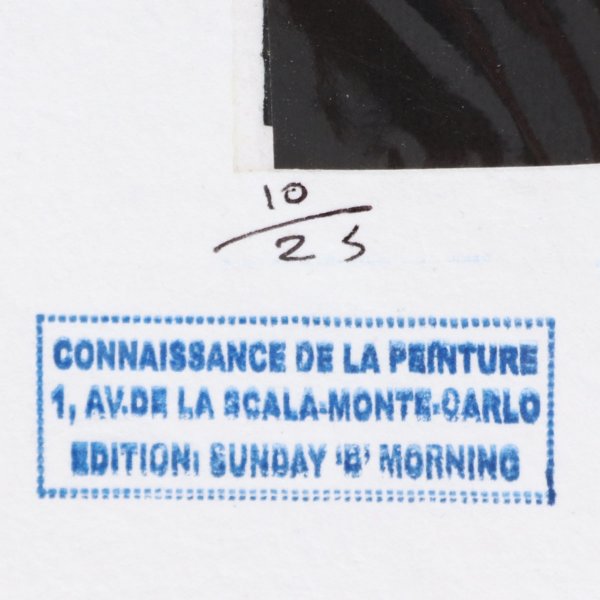 10
25
CONNAISSANCE DE LA PEINTURE
1, AV.DE LA SCALA-MONTE-CARLO
EDITION: SUNDAY 'B' MORNING